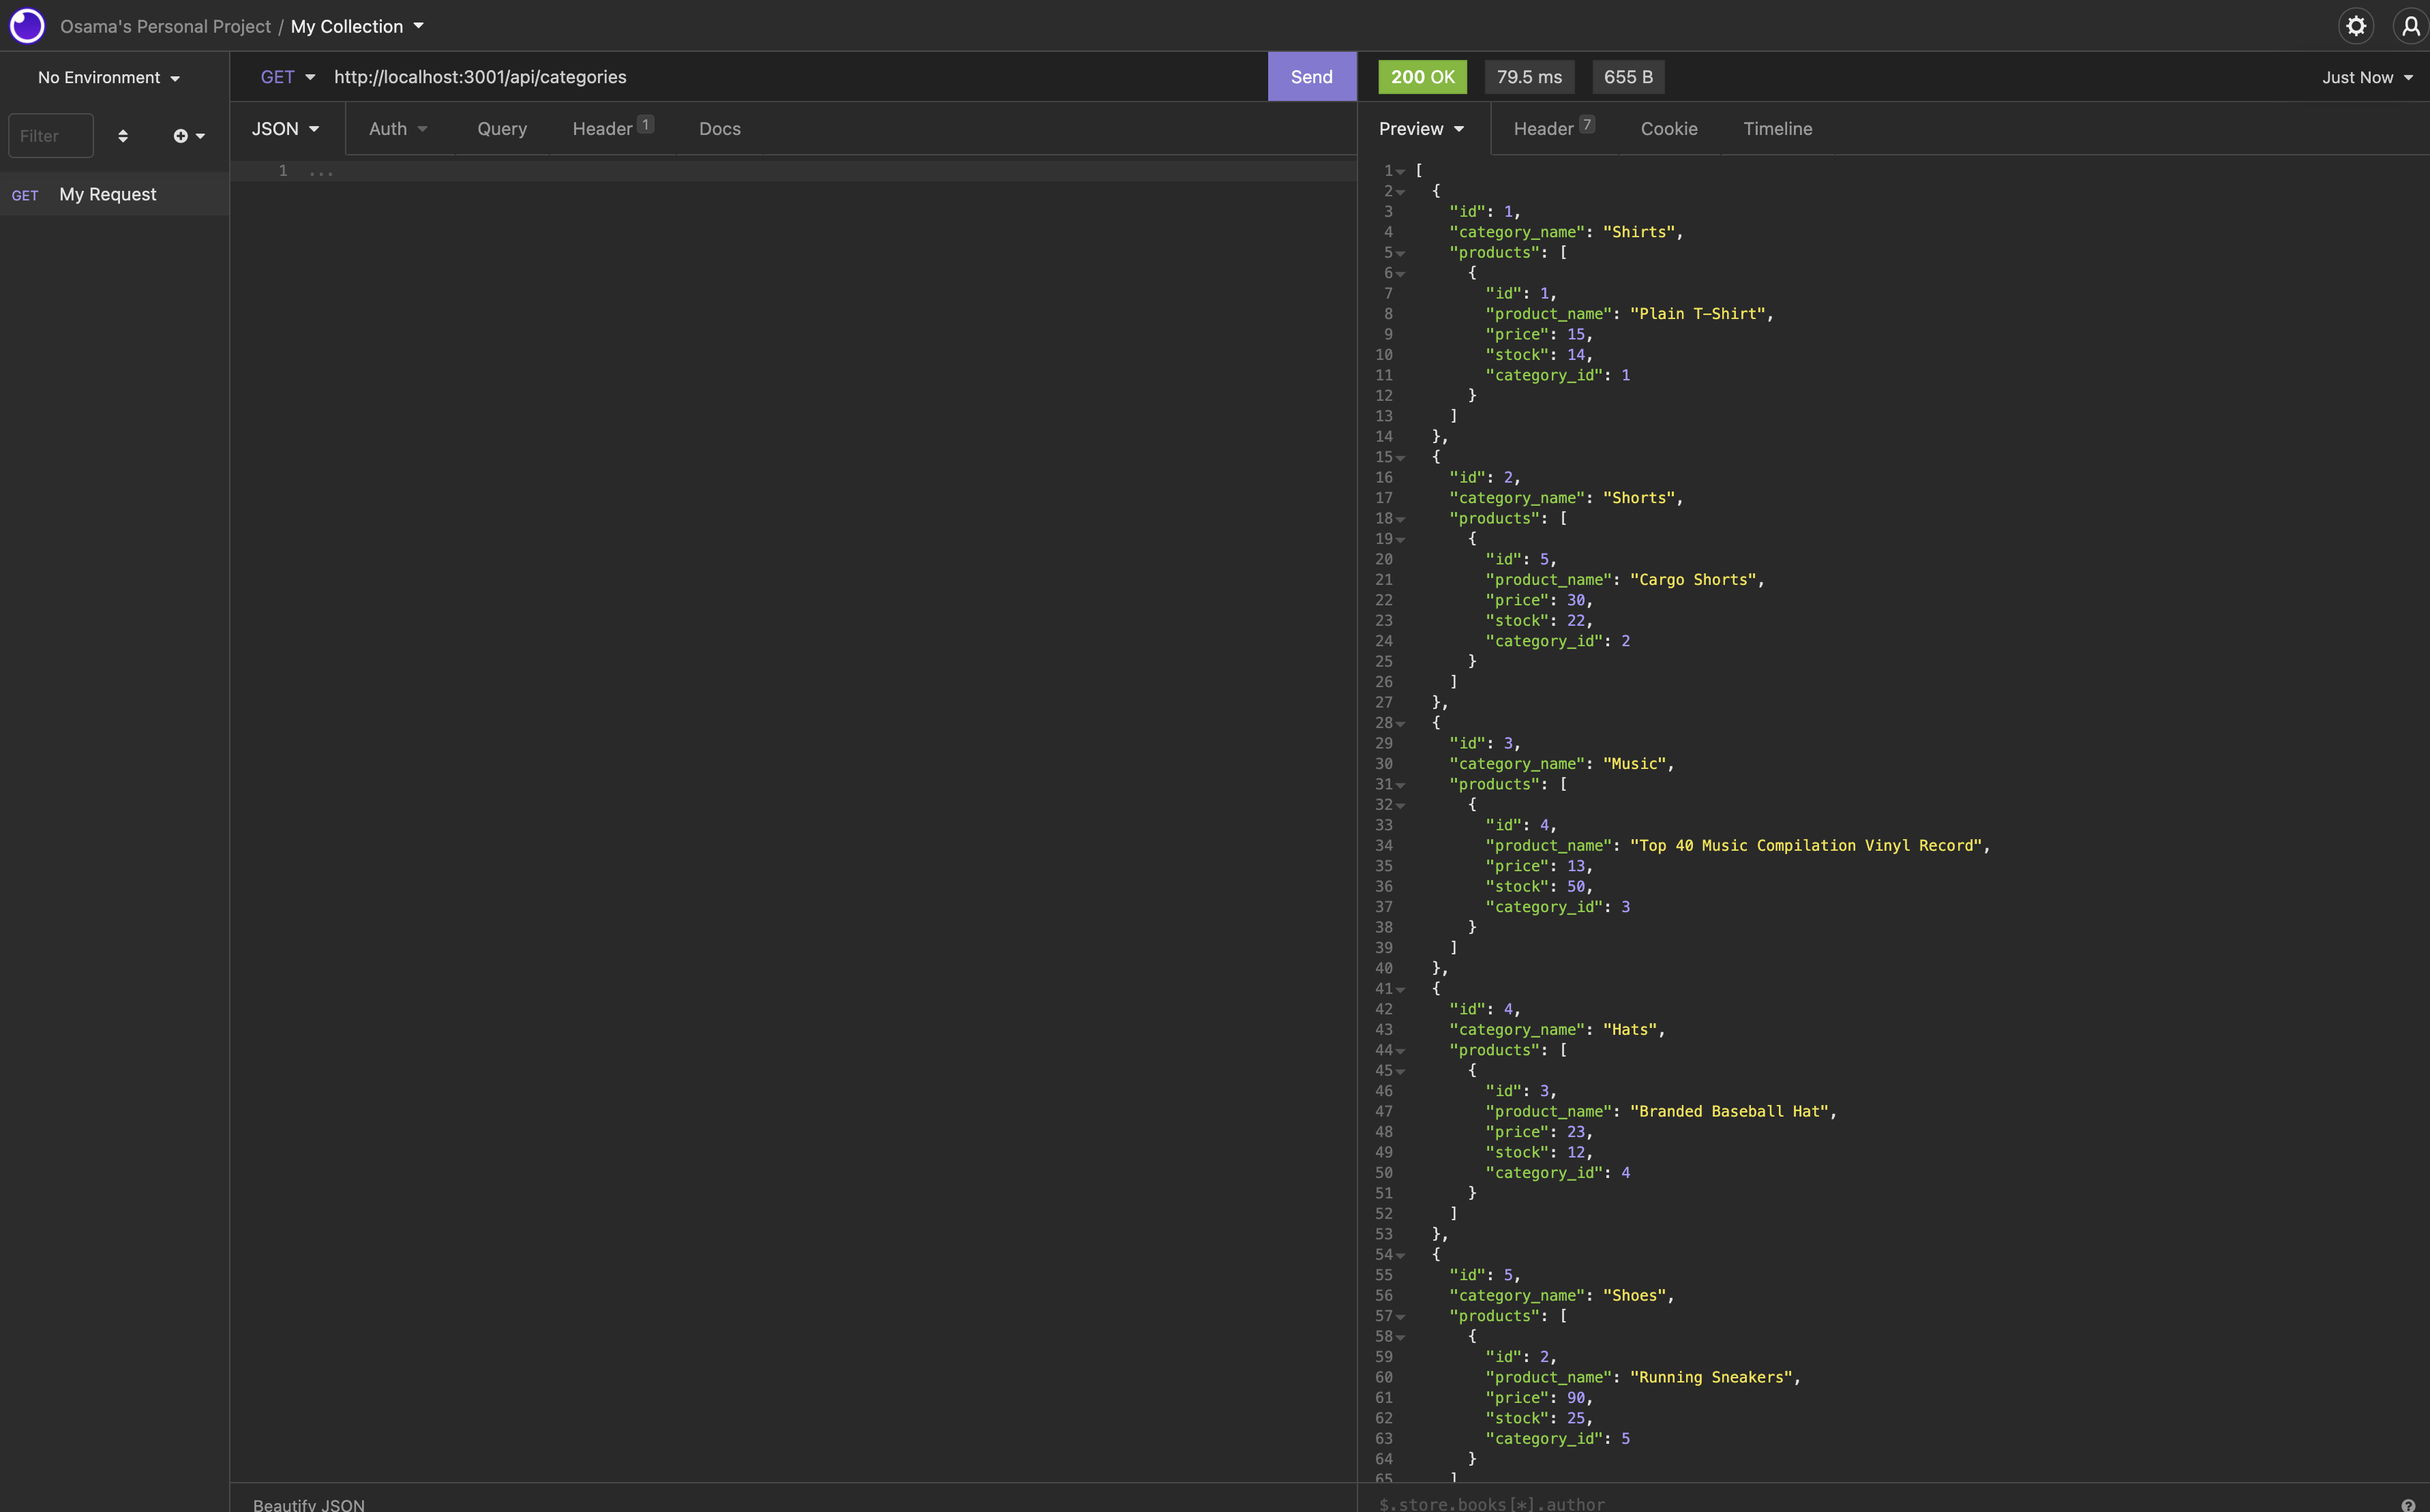 Osama's Personal Project / My Collection
No Environment
GET http://localhost:3001/api/categories
Send
200 OK 79.5 ms 655 B
Just Now
Filter
GET My Request
JSON Auth Query Header 1 Docs
1 ...
Preview Header 7 Cookie Timeline
1 [
2 {
3 "id": 1,
4 "category_name": "Shirts",
5 "products": [
6 {
7 "id": 1,
8 "product_name": "Plain T-Shirt",
9 "price": 15,
10 "stock": 14,
11 "category_id": 1
12 }
13 ]
14 },
15 {
16 "id": 2,
17 "category_name": "Shorts",
18 "products": [
19 {
20 "id": 5,
21 "product_name": "Cargo Shorts",
22 "price": 30,
23 "stock": 22,
24 "category_id": 2
25 }
26 ]
27 },
28 {
29 "id": 3,
30 "category_name": "Music",
31 "products": [
32 {
33 "id": 4,
34 "product_name": "Top 40 Music Compilation Vinyl Record",
35 "price": 13,
36 "stock": 50,
37 "category_id": 3
38 }
39 ]
40 },
41 {
42 "id": 4,
43 "category_name": "Hats",
44 "products": [
45 {
46 "id": 3,
47 "product_name": "Branded Baseball Hat",
48 "price": 23,
49 "stock": 12,
50 "category_id": 4
51 }
52 ]
53 },
54 {
55 "id": 5,
56 "category_name": "Shoes",
57 "products": [
58 {
59 "id": 2,
60 "product_name": "Running Sneakers",
61 "price": 90,
62 "stock": 25,
63 "category_id": 5
64 }
65 ]
Beautify JSON
$.store.books[*].author